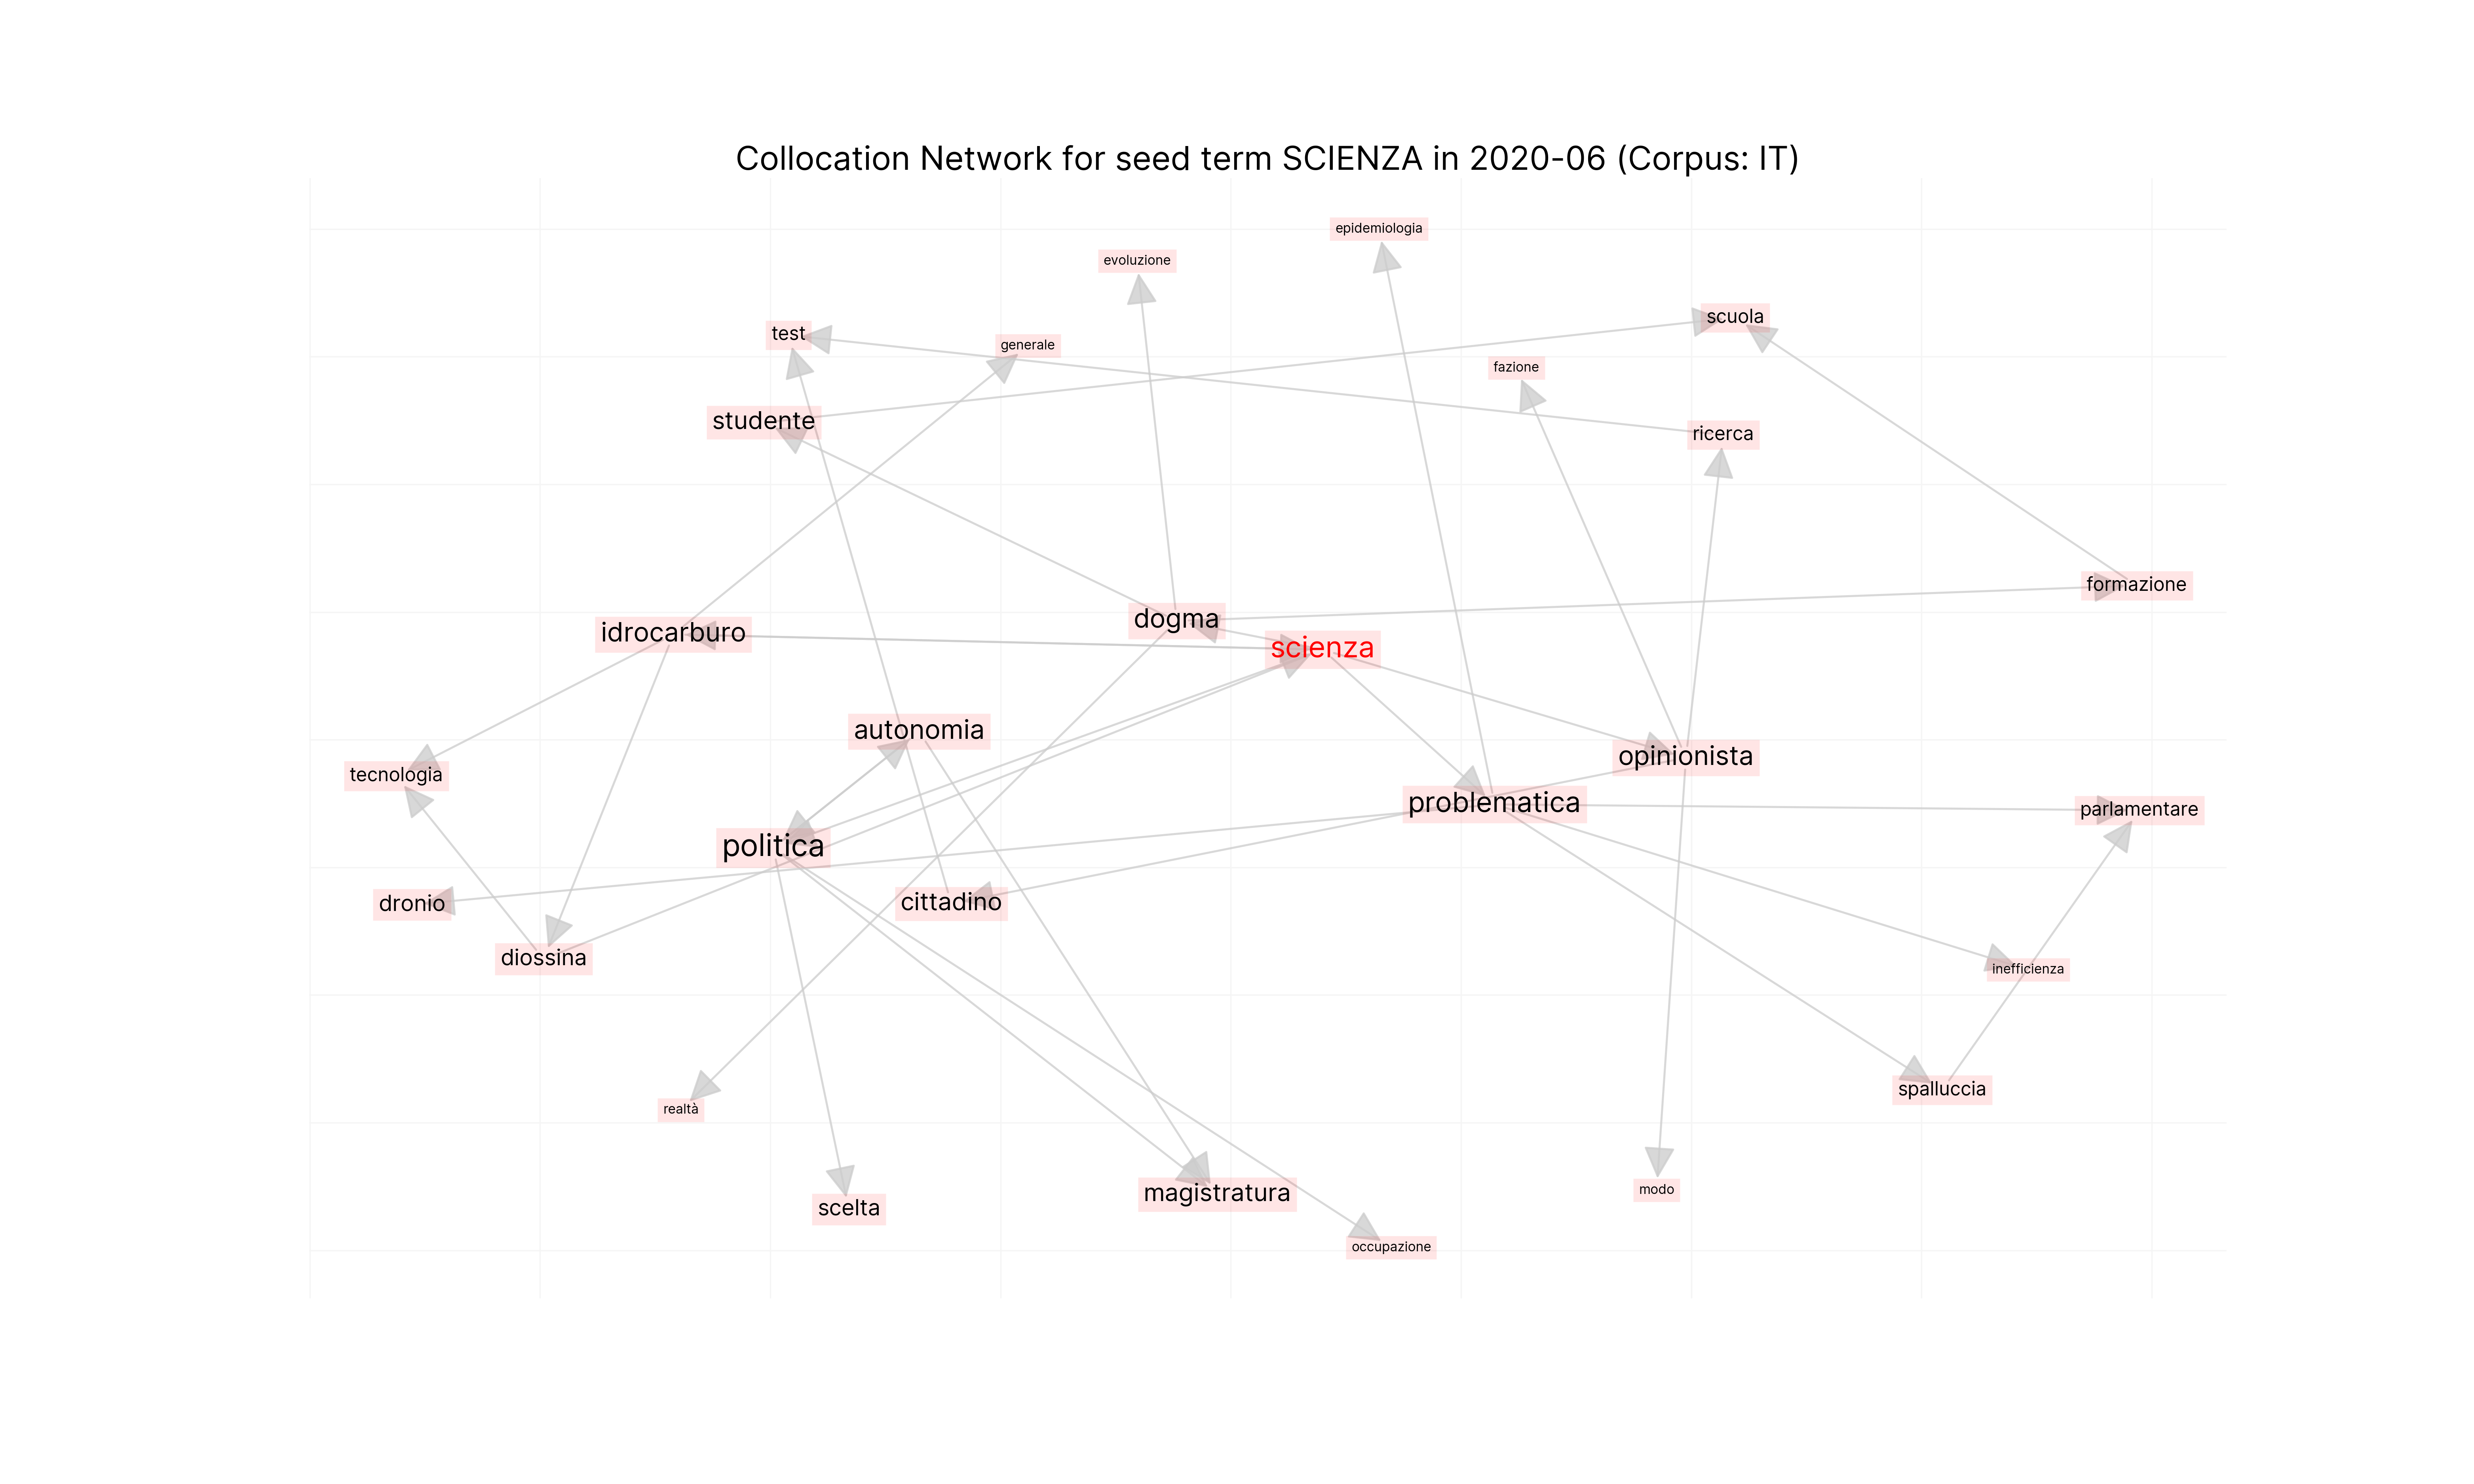 Collocation Network for seed term SCIENZA in 2020-06 (Corpus: IT)
epidemiologia
evoluzione
scuola
test
generale
fazione
studente
ricerca
formazione
dogma
idrocarburo
scienza
autonomia
opinionista
tecnologia
problematica
parlamentare
politica
dronio
cittadino
diossina
inefficienza
spalluccia
realtà
modo
magistratura
scelta
occupazione